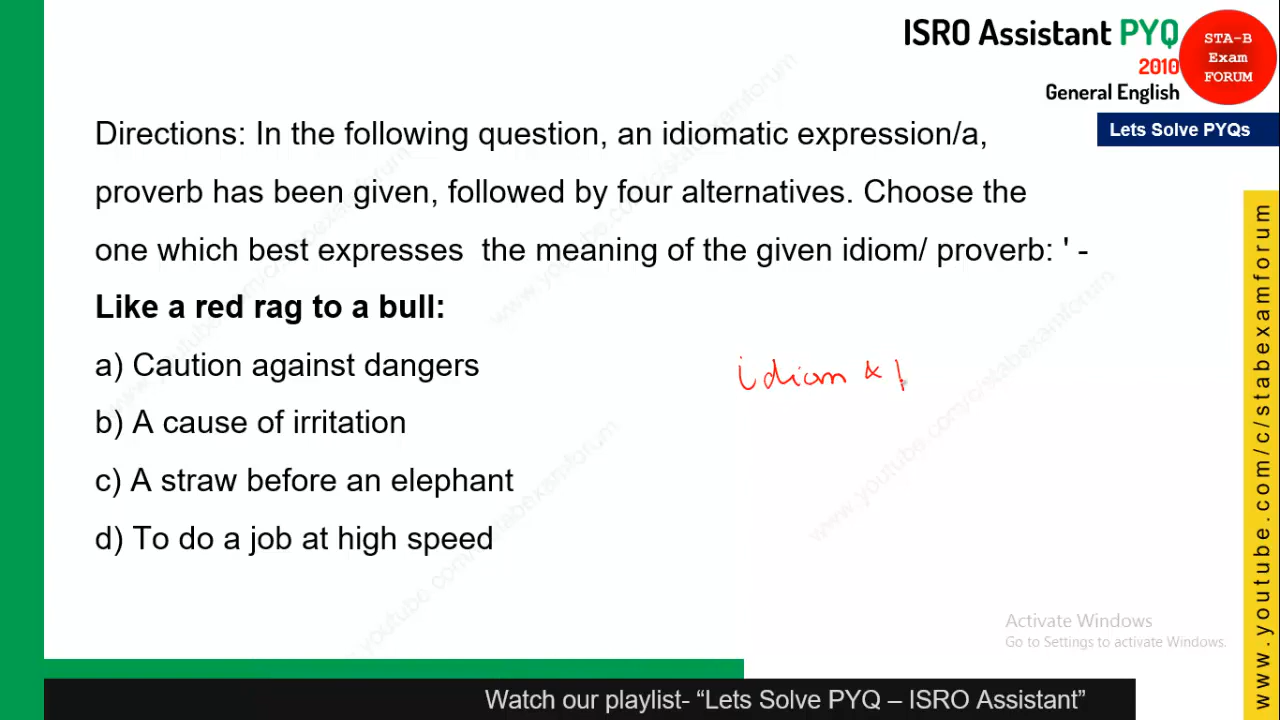 ISRO Assistant PYQ
2010
General English
STA-B
Exam
FORUM
Lets Solve PYQs
Directions: In the following question, an idiomatic expression/a,
proverb has been given, followed by four alternatives. Choose the
one which best expresses the meaning of the given idiom/ proverb: ' -
Like a red rag to a bull:
a) Caution against dangers
b) A cause of irritation
c) A straw before an elephant
d) To do a job at high speed
idiom &
Activate Windows
Go to Settings to activate Windows.
Watch our playlist- “Lets Solve PYQ – ISRO Assistant”
www.youtube.com/c/stabexamforum
www.youtube.com/c/stabexamforum